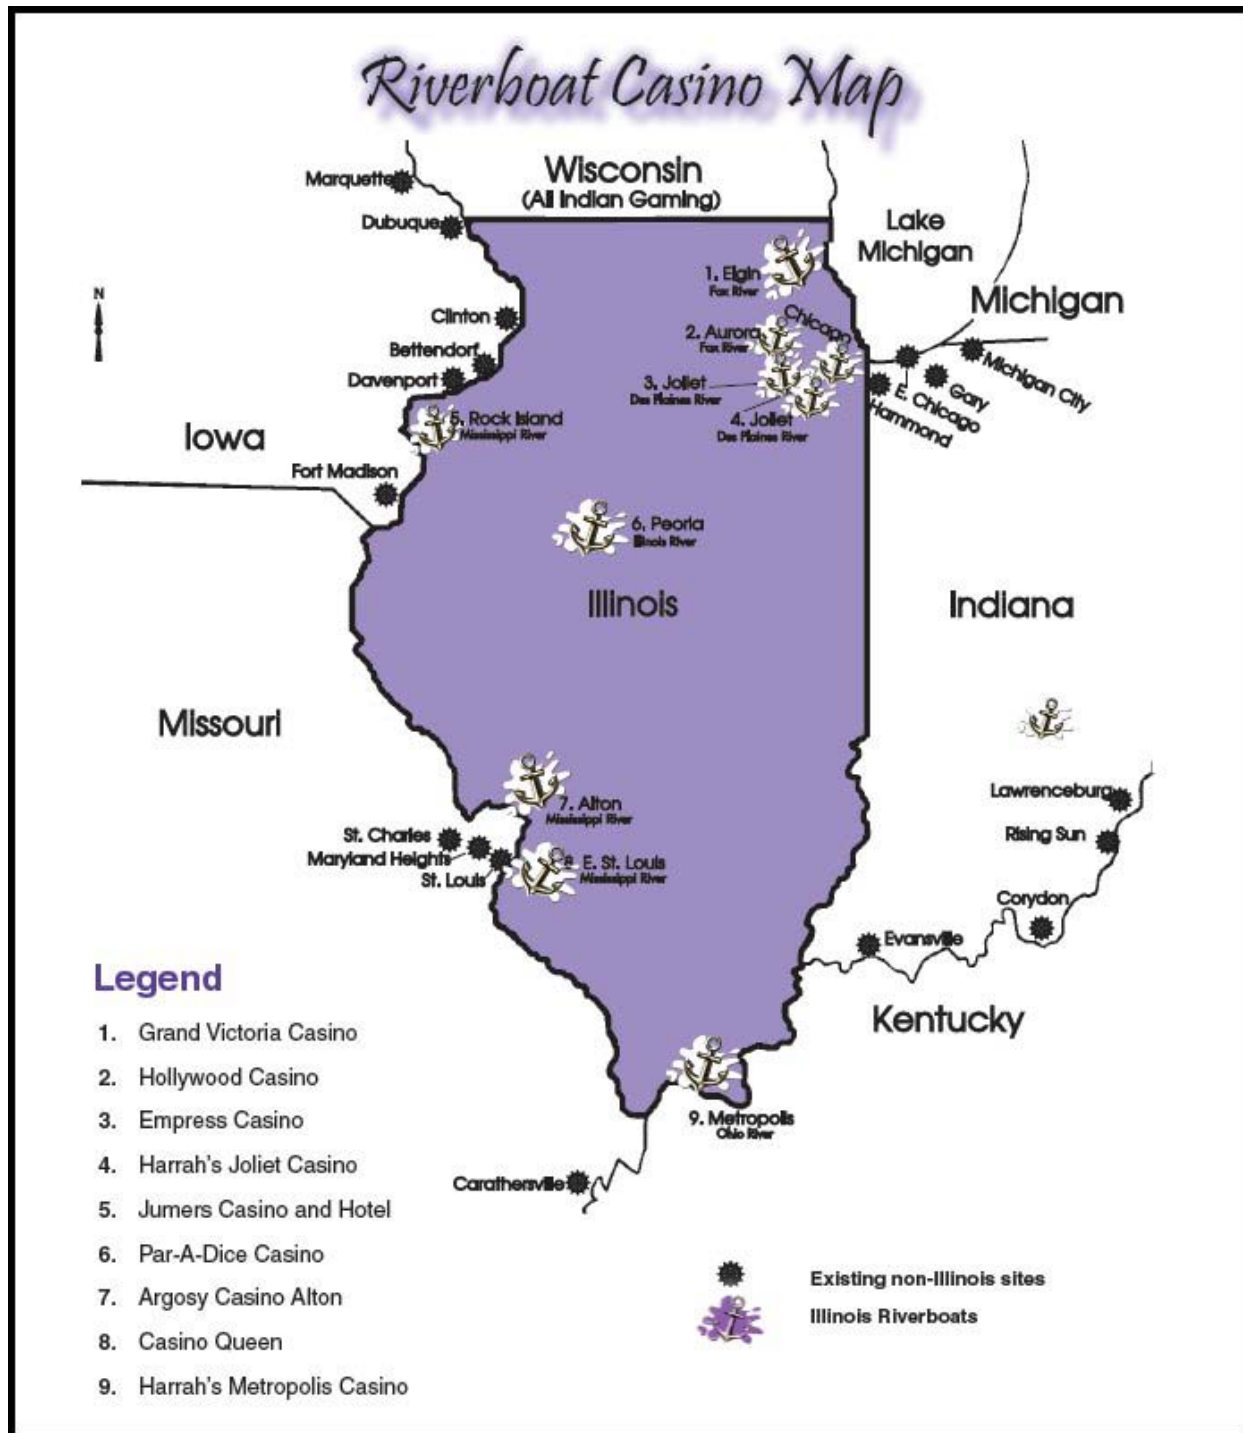 Riverboat Casino Map
Wisconsin
(All Indian Gaming)
Marquette
Dubuque
Lake
Michigan
1. Elgin
Fox River
N
Michigan
Clinton
Chicago
2. Aurora
Fox River
Bettendorf
Davenport
3. Joliet
Des Plaines River
4. Joliet
Des Plaines River
Michigan City
Gary
E. Chicago
Hammond
5. Rock Island
Mississippi River
Iowa
Fort Madison
6. Peoria
Illinois River
Illinois
Indiana
Missouri
7. Alton
Mississippi River
Lawrenceburg
Rising Sun
St. Charles
Maryland Heights
St. Louis
8. E. St. Louis
Mississippi River
Corydon
Evansville
Kentucky
9. Metropolis
Ohio River
Carathersville
Legend
1. Grand Victoria Casino
2. Hollywood Casino
3. Empress Casino
4. Harrah's Joliet Casino
5. Jumers Casino and Hotel
6. Par-A-Dice Casino
7. Argosy Casino Alton
8. Casino Queen
9. Harrah's Metropolis Casino
Existing non-Illinois sites
Illinois Riverboats